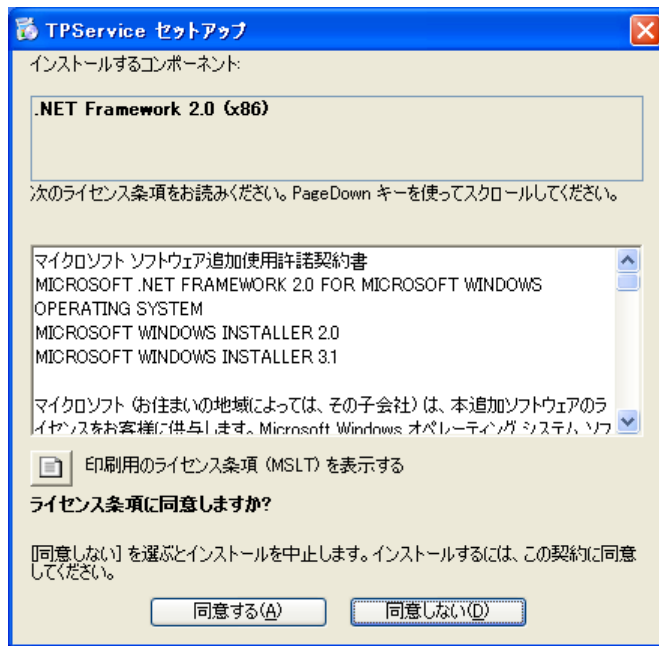 TPService セットアップ
インストールするコンポーネント:
.NET Framework 2.0 (x86)
次のライセンス条項をお読みください。PageDown キーを使ってスクロールしてください。
マイクロソフト ソフトウェア追加使用許諾契約書
MICROSOFT .NET FRAMEWORK 2.0 FOR MICROSOFT WINDOWS
OPERATING SYSTEM
MICROSOFT WINDOWS INSTALLER 2.0
MICROSOFT WINDOWS INSTALLER 3.1
マイクロソフト (お住まいの地域によっては、その子会社) は、本追加ソフトウェアのラ
イセンスをお客様に供与します。Microsoft Windows オペレーティング システム ソフ
印刷用のライセンス条項 (MSLT) を表示する
ライセンス条項に同意しますか?
[同意しない] を選ぶとインストールを中止します。インストールするには、この契約に同意
してください。
同意する(A) 同意しない(D)